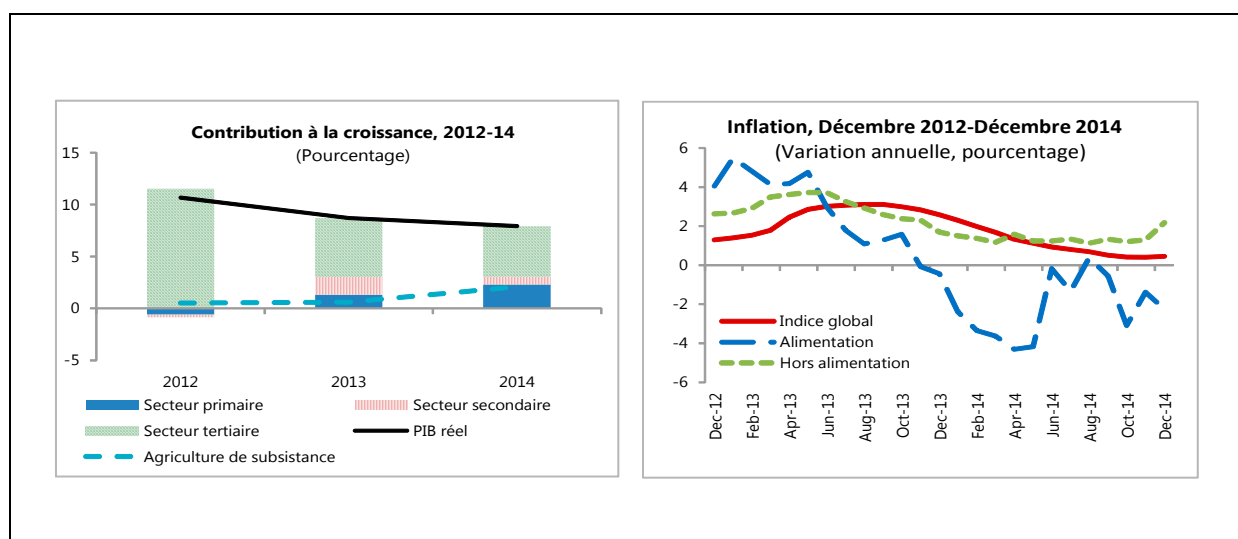 Contribution à la croissance, 2012-14
(Pourcentage)
15
10
5
0
-5
2012
2013
2014
Secteur primaire
Secteur secondaire
Secteur tertiaire
PIB réel
Agriculture de subsistance
Inflation, Décembre 2012-Décembre 2014
(Variation annuelle, pourcentage)
6
4
2
0
-2
-4
-6
Indice global
Alimentation
Hors alimentation
Dec-12
Feb-13
Apr-13
Jun-13
Aug-13
Oct-13
Dec-13
Feb-14
Apr-14
Jun-14
Aug-14
Oct-14
Dec-14